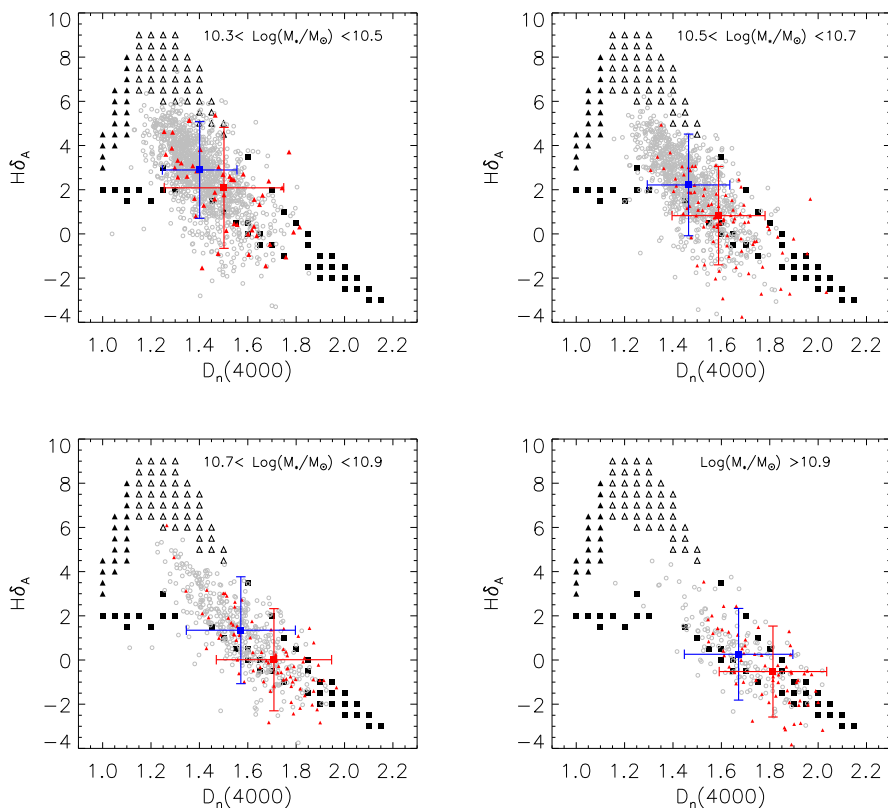 10.3< Log(M⋆/M☉) <10.5
10
8
6
4
2
0
−2
−4
HδA
1.0 1.2 1.4 1.6 1.8 2.0 2.2
Dn(4000)
10.5< Log(M⋆/M☉) <10.7
10
8
6
4
2
0
−2
−4
HδA
1.0 1.2 1.4 1.6 1.8 2.0 2.2
Dn(4000)
10.7< Log(M⋆/M☉) <10.9
10
8
6
4
2
0
−2
−4
HδA
1.0 1.2 1.4 1.6 1.8 2.0 2.2
Dn(4000)
Log(M⋆/M☉) >10.9
10
8
6
4
2
0
−2
−4
HδA
1.0 1.2 1.4 1.6 1.8 2.0 2.2
Dn(4000)